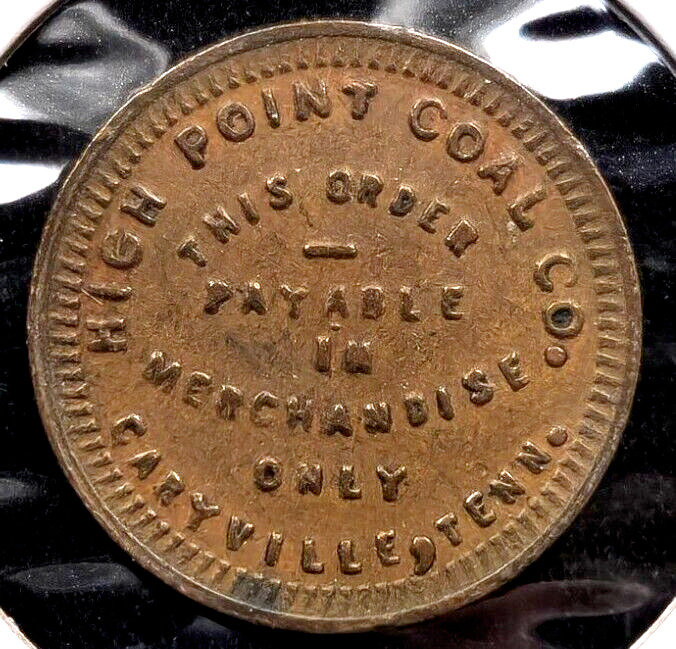 HIGH POINT COAL CO.
THIS ORDER
PAYABLE
IN
MERCHANDISE
ONLY
CARYVILLE, TENN.